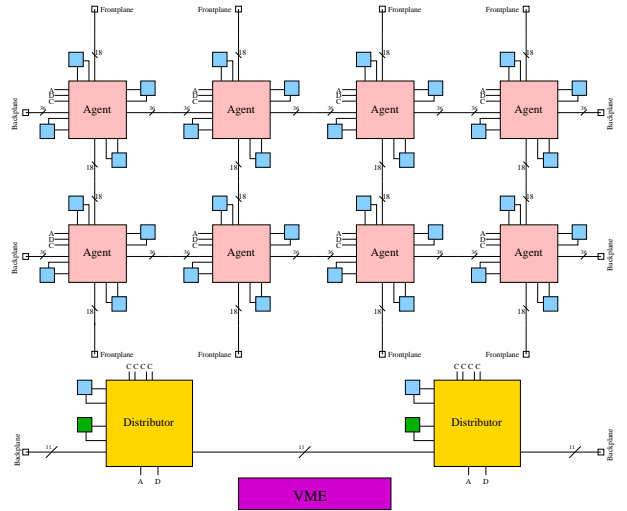 Frontplane Frontplane Frontplane Frontplane
18 18 18 18
A A A A
D D D D
C C C C
Agent Agent Agent Agent
Backplane 36 36 36 36 36 36 36 36 Backplane
18 18 18 18
18 18 18 18
A A A A
D D D D
C C C C
Agent Agent Agent Agent
Backplane 36 36 36 36 36 36 36 36 Backplane
18 18 18 18
Frontplane Frontplane Frontplane Frontplane
C C C C C C C C
Distributor Distributor
Backplane 11 11 11 Backplane
A D A D
VME